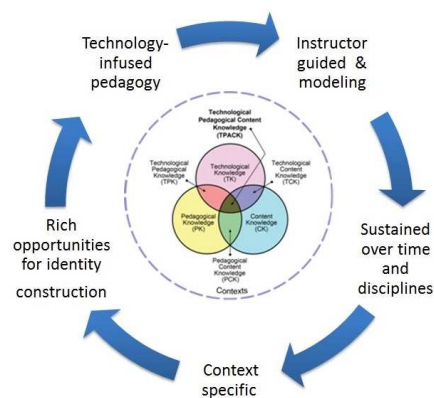 Technology-
infused
pedagogy
Instructor
guided  &
modeling
Sustained
over time
and
disciplines
Context
specific
Rich
opportunities
for identity
construction
Technological
Pedagogical Content
Knowledge
(TPACK)
Technological
Pedagogical
Knowledge
(TPK)
Technological
Knowledge
(TK)
Technological
Content
Knowledge
(TCK)
Pedagogical
Knowledge
(PK)
Content
Knowledge
(CK)
Pedagogical
Content
Knowledge
(PCK)
Contexts